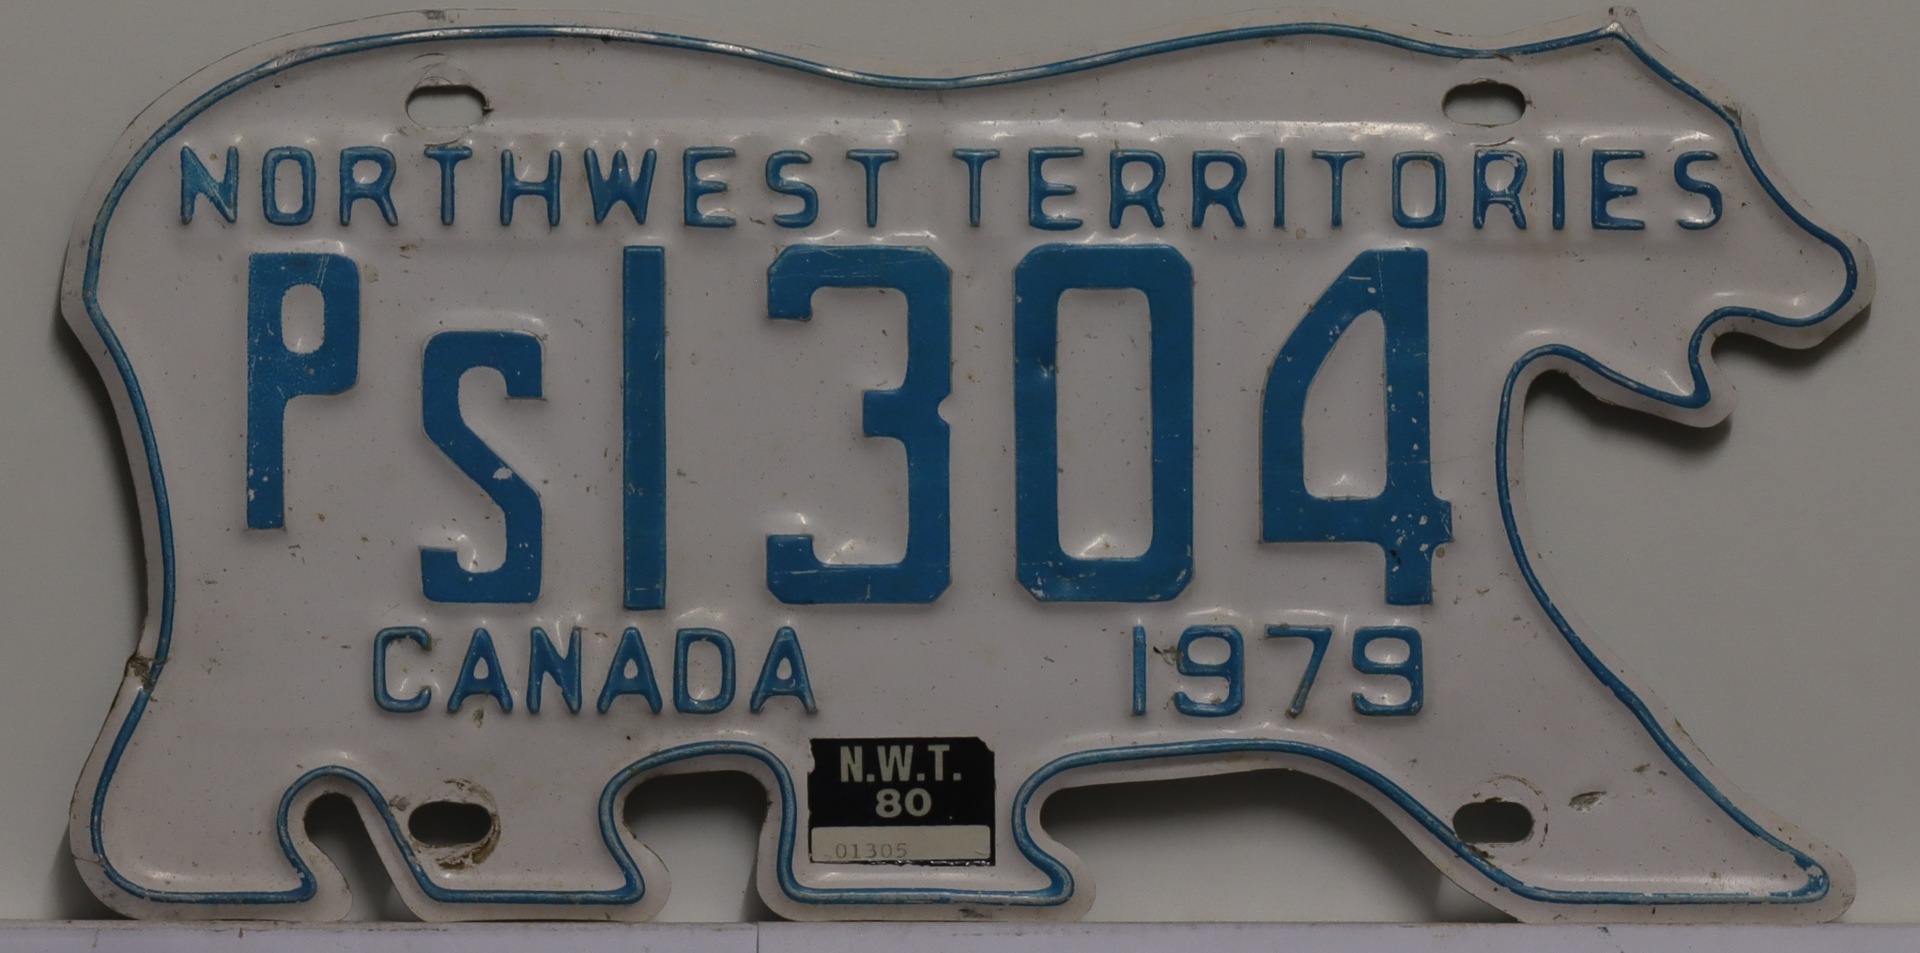 NORTHWEST TERRITORIES
PS1304
CANADA 1979
N.W.T.
80
01305